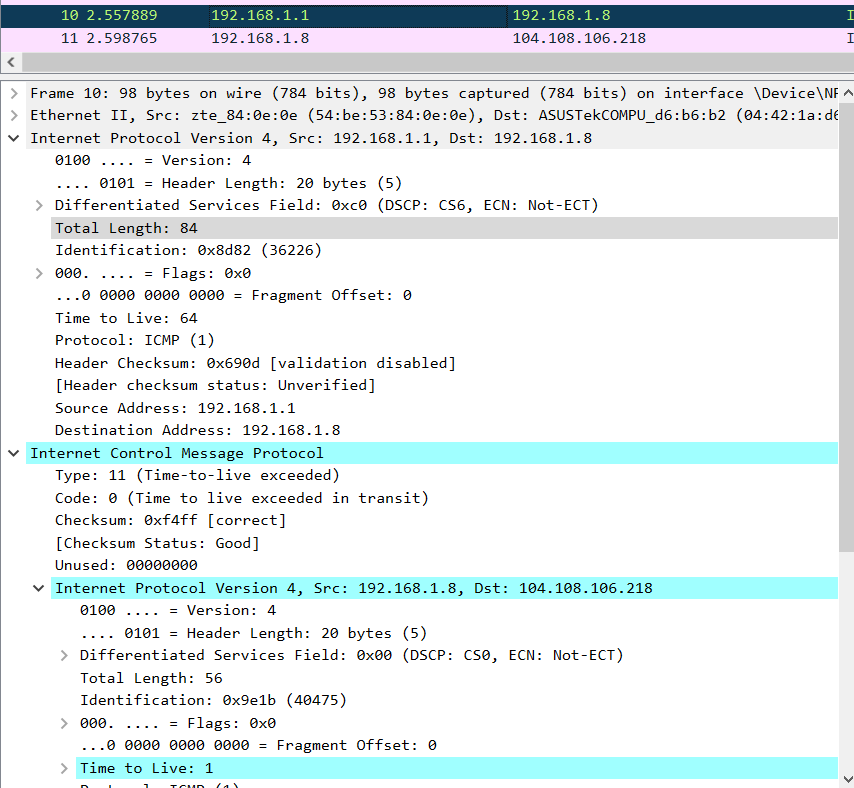 10 2.557889 192.168.1.1 192.168.1.8
11 2.598765 192.168.1.8 104.108.106.218
Frame 10: 98 bytes on wire (784 bits), 98 bytes captured (784 bits) on interface \Device\NP
Ethernet II, Src: zte_84:0e:0e (54:be:53:84:0e:0e), Dst: ASUSTekCOMPU_d6:b6:b2 (04:42:1a:d6
Internet Protocol Version 4, Src: 192.168.1.1, Dst: 192.168.1.8
0100 .... = Version: 4
.... 0101 = Header Length: 20 bytes (5)
Differentiated Services Field: 0xc0 (DSCP: CS6, ECN: Not-ECT)
Total Length: 84
Identification: 0x8d82 (36226)
000. .... = Flags: 0x0
...0 0000 0000 0000 = Fragment Offset: 0
Time to Live: 64
Protocol: ICMP (1)
Header Checksum: 0x690d [validation disabled]
[Header checksum status: Unverified]
Source Address: 192.168.1.1
Destination Address: 192.168.1.8
Internet Control Message Protocol
Type: 11 (Time-to-live exceeded)
Code: 0 (Time to live exceeded in transit)
Checksum: 0xf4ff [correct]
[Checksum Status: Good]
Unused: 00000000
Internet Protocol Version 4, Src: 192.168.1.8, Dst: 104.108.106.218
0100 .... = Version: 4
.... 0101 = Header Length: 20 bytes (5)
Differentiated Services Field: 0x00 (DSCP: CS0, ECN: Not-ECT)
Total Length: 56
Identification: 0x9e1b (40475)
000. .... = Flags: 0x0
...0 0000 0000 0000 = Fragment Offset: 0
Time to Live: 1
Protocol: ICMP (1)